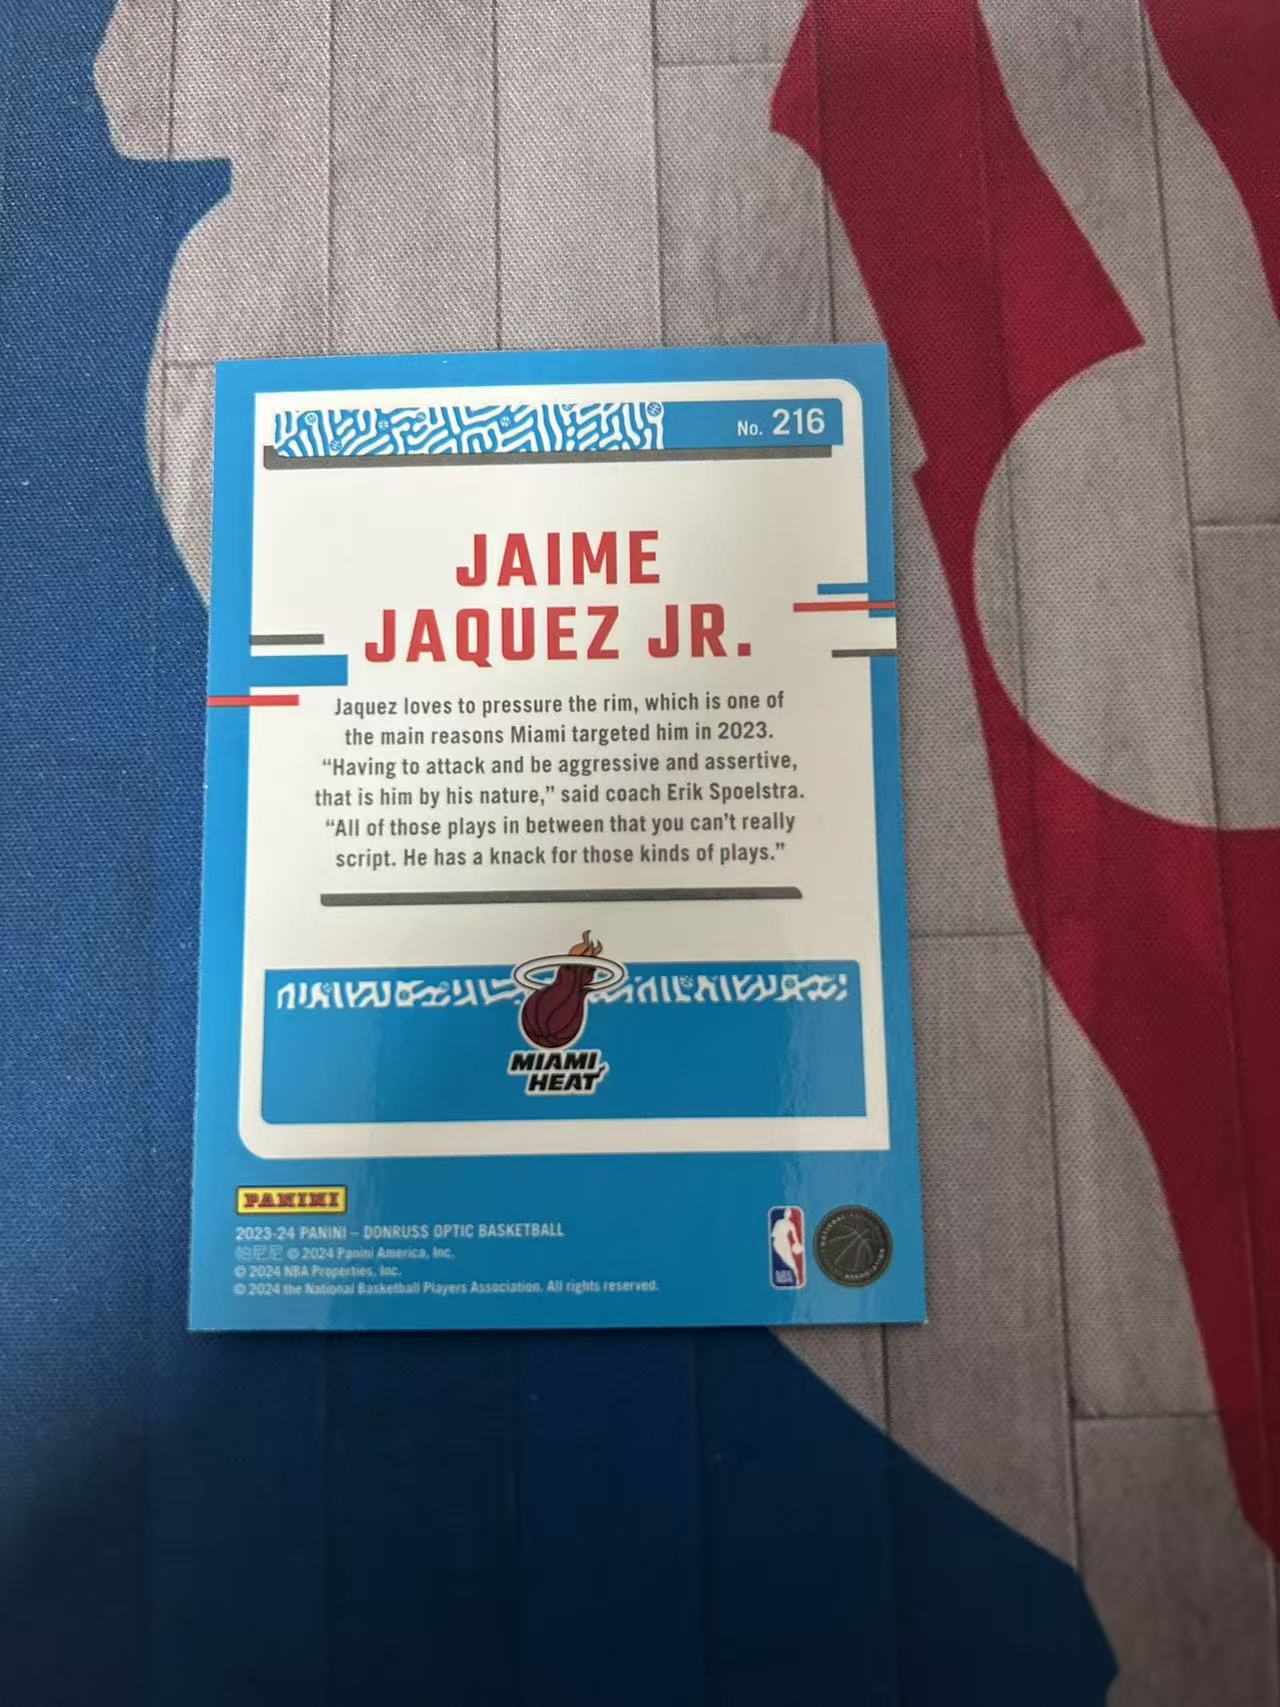 No. 216
JAIME
JAQUEZ JR.
Jaquez loves to pressure the rim, which is one of
the main reasons Miami targeted him in 2023.
“Having to attack and be aggressive and assertive,
that is him by his nature,” said coach Erik Spoelstra.
“All of those plays in between that you can’t really
script. He has a knack for those kinds of plays.”
MIAMI
HEAT
PANINI
2023-24 PANINI – DONRUSS OPTIC BASKETBALL
帕尼尼 © 2024 Panini America, Inc.
© 2024 NBA Properties, Inc.
© 2024 the National Basketball Players Association. All rights reserved.
NBA